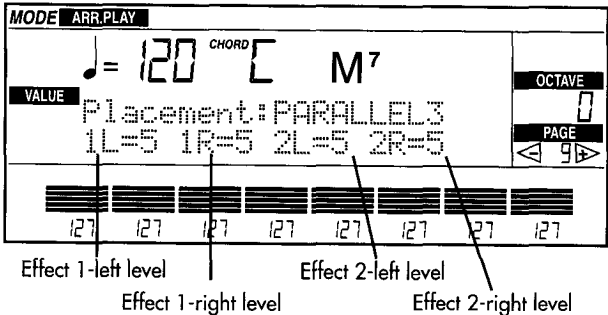 MODE ARR.PLAY
♩= 120 CHORD C M7
OCTAVE
0
VALUE
Placement:PARALLEL3
1L=5 1R=5 2L=5 2R=5
PAGE
- 9 +
127 127 127 127 127 127 127 127
Effect 1-left level Effect 2-left level
Effect 1-right level Effect 2-right level